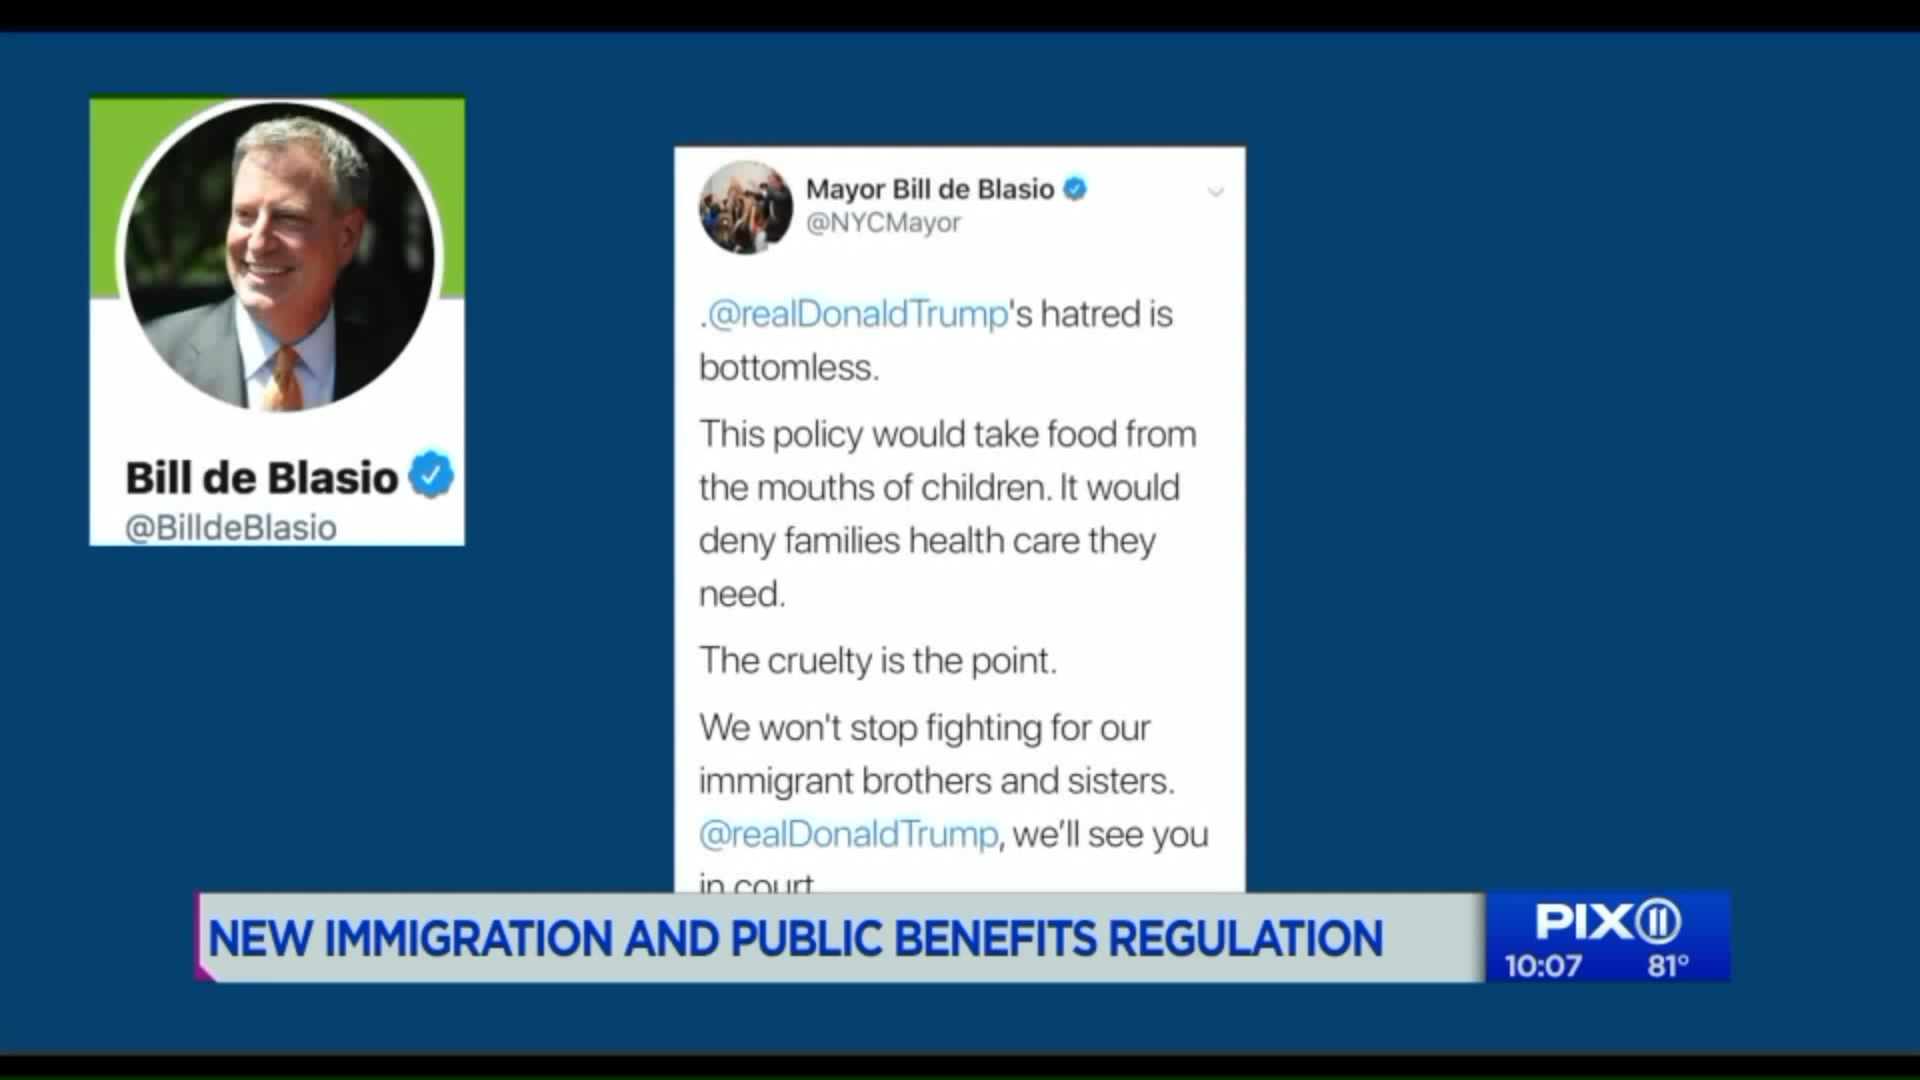 Bill de Blasio
@BilldeBlasio
Mayor Bill de Blasio
@NYCMayor
.@realDonaldTrump's hatred is
bottomless.
This policy would take food from
the mouths of children. It would
deny families health care they
need.
The cruelty is the point.
We won't stop fighting for our
immigrant brothers and sisters.
@realDonaldTrump, we’ll see you
in court
NEW IMMIGRATION AND PUBLIC BENEFITS REGULATION
PIX11
10:07 81°